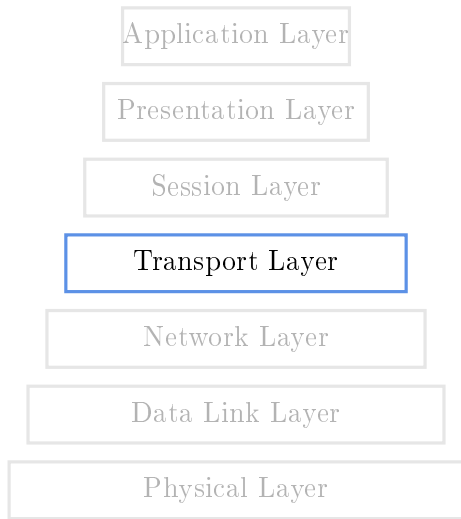 Application Layer
Presentation Layer
Session Layer
Transport Layer
Network Layer
Data Link Layer
Physical Layer